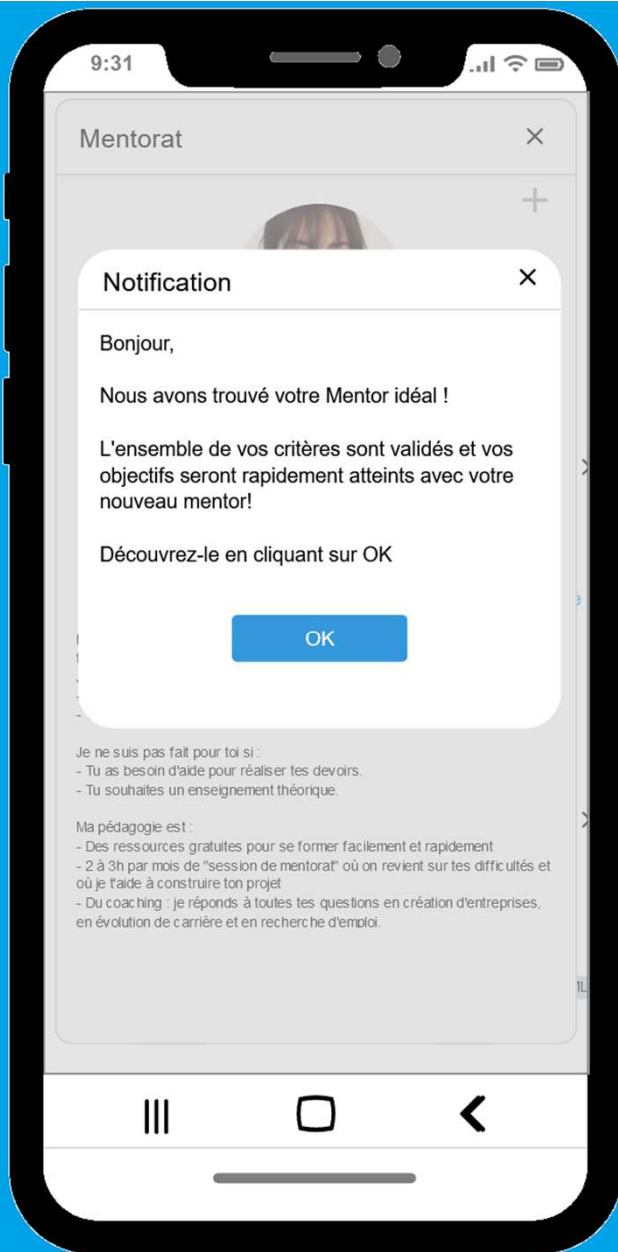 9:31
Mentorat
Notification
Bonjour,
Nous avons trouvé votre Mentor idéal !
L'ensemble de vos critères sont validés et vos
objectifs seront rapidement atteints avec votre
nouveau mentor!
Découvrez-le en cliquant sur OK
OK
Je ne suis pas fait pour toi si :
- Tu as besoin d'aide pour réaliser tes devoirs.
- Tu souhaites un enseignement théorique.
Ma pédagogie est :
- Des ressources gratuites pour se former facilement et rapidement
- 2 à 3h par mois de "session de mentorat" où on revient sur tes difficultés et
où je t'aide à construire ton projet
- Du coaching : je réponds à toutes tes questions en création d'entreprises,
en évolution de carrière et en recherche d'emploi.